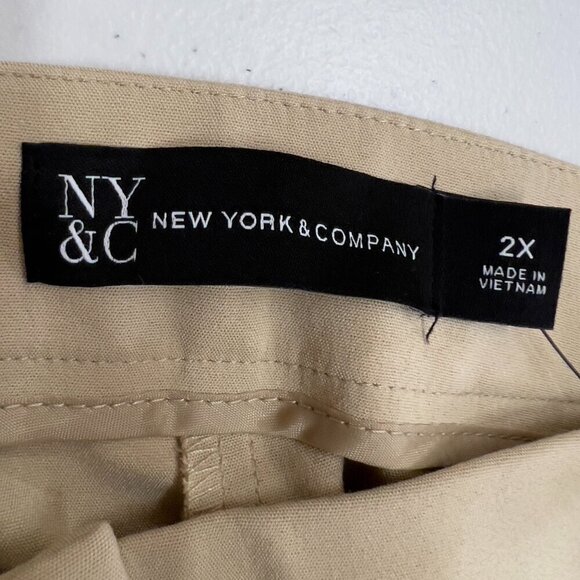 NY
&C
NEW YORK & COMPANY
2X
MADE IN
VIETNAM